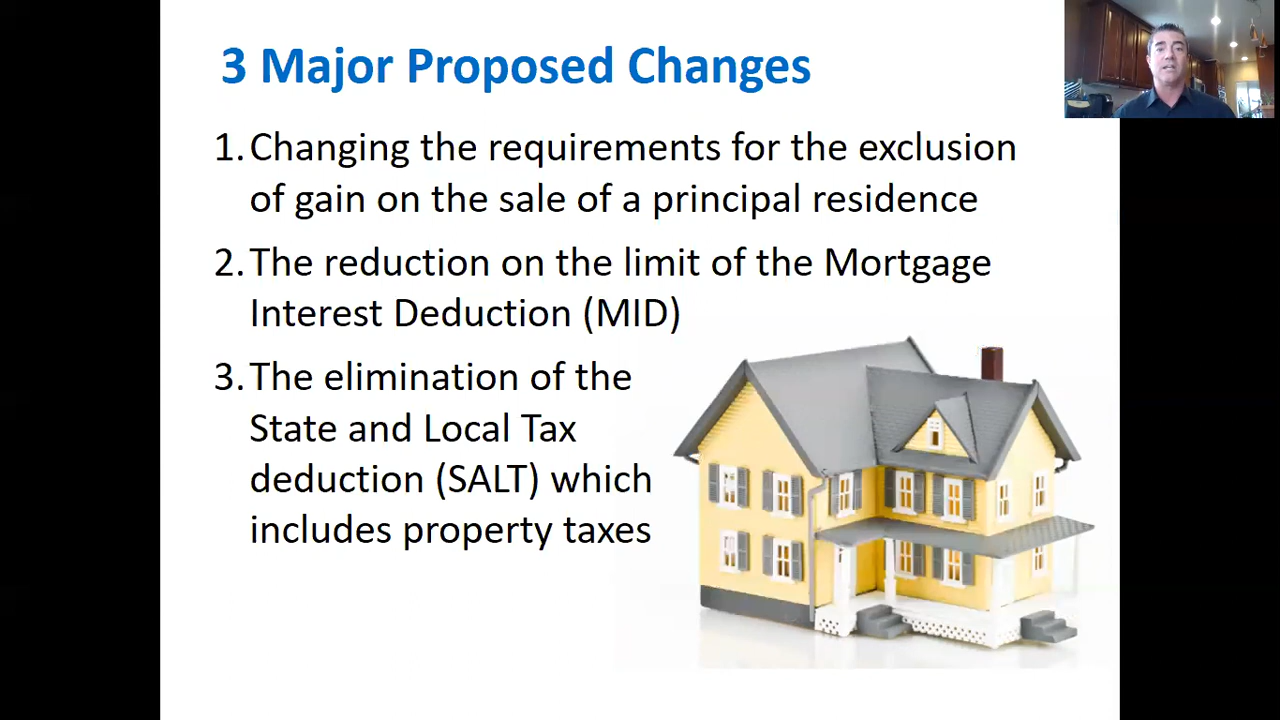 3 Major Proposed Changes
1. Changing the requirements for the exclusion
of gain on the sale of a principal residence
2. The reduction on the limit of the Mortgage
Interest Deduction (MID)
3. The elimination of the
State and Local Tax
deduction (SALT) which
includes property taxes